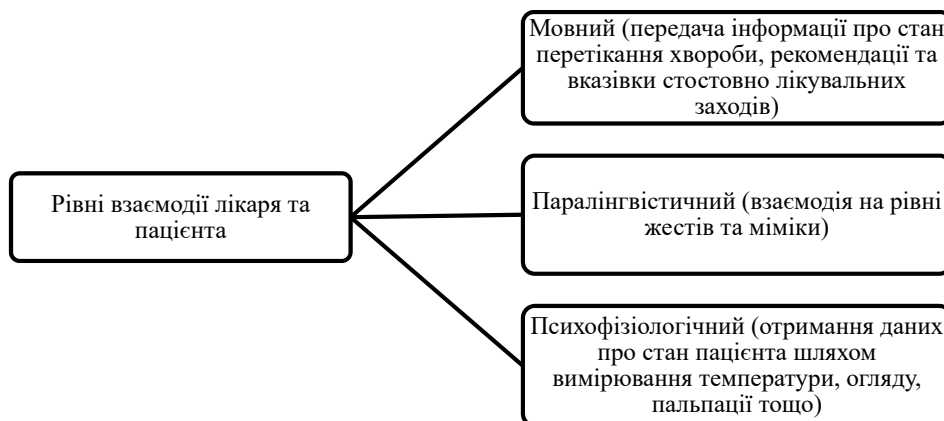 Рівні взаємодії лікаря та
пацієнта
Мовний (передача інформації про стан
перетікання хвороби, рекомендації та
вказівки стостовно лікувальних
заходів)
Паралінгвістичний (взаємодія на рівні
жестів та міміки)
Психофізіологічний (отримання даних
про стан пацієнта шляхом
вимірювання температури, огляду,
пальпації тощо)